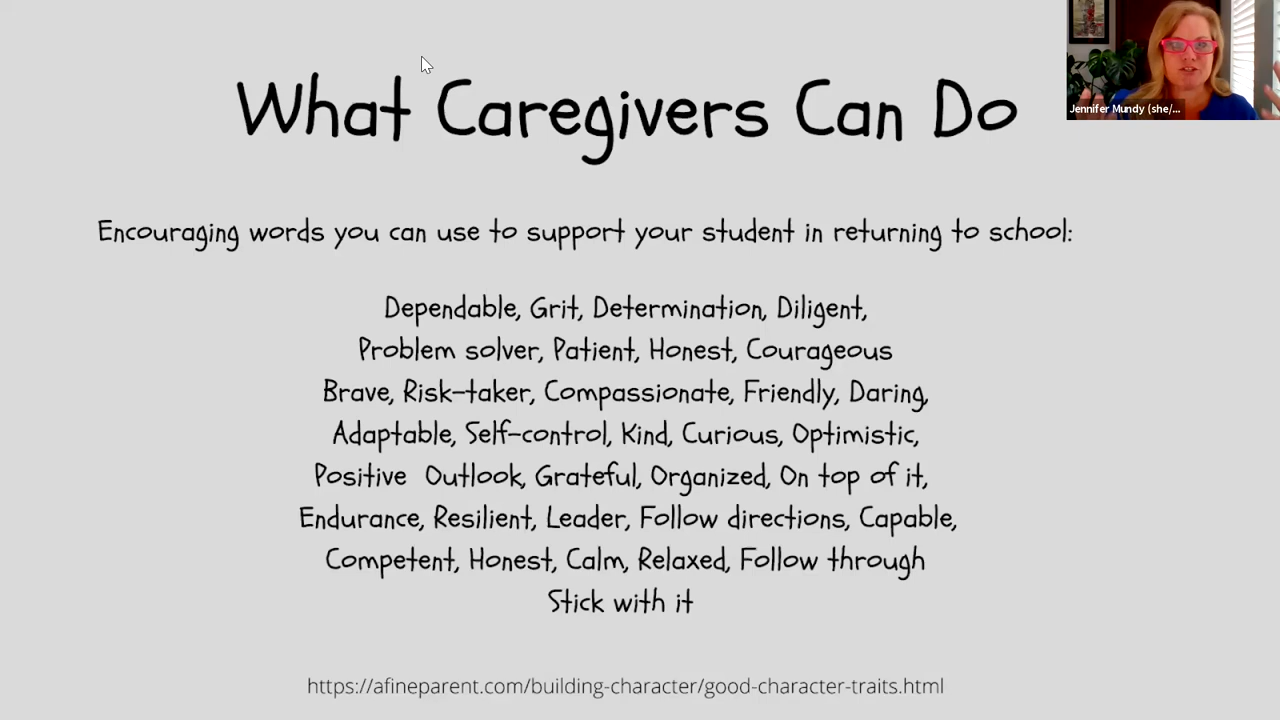 What Caregivers Can Do
Jennifer Mundy (she/...
Encouraging words you can use to support your student in returning to school:
Dependable, Grit, Determination, Diligent,
Problem solver, Patient, Honest, Courageous
Brave, Risk-taker, Compassionate, Friendly, Daring,
Adaptable, Self-control, Kind, Curious, Optimistic,
Positive  Outlook, Grateful, Organized, On top of it,
Endurance, Resilient, Leader, Follow directions, Capable,
Competent, Honest, Calm, Relaxed, Follow through
Stick with it
https://afineparent.com/building-character/good-character-traits.html